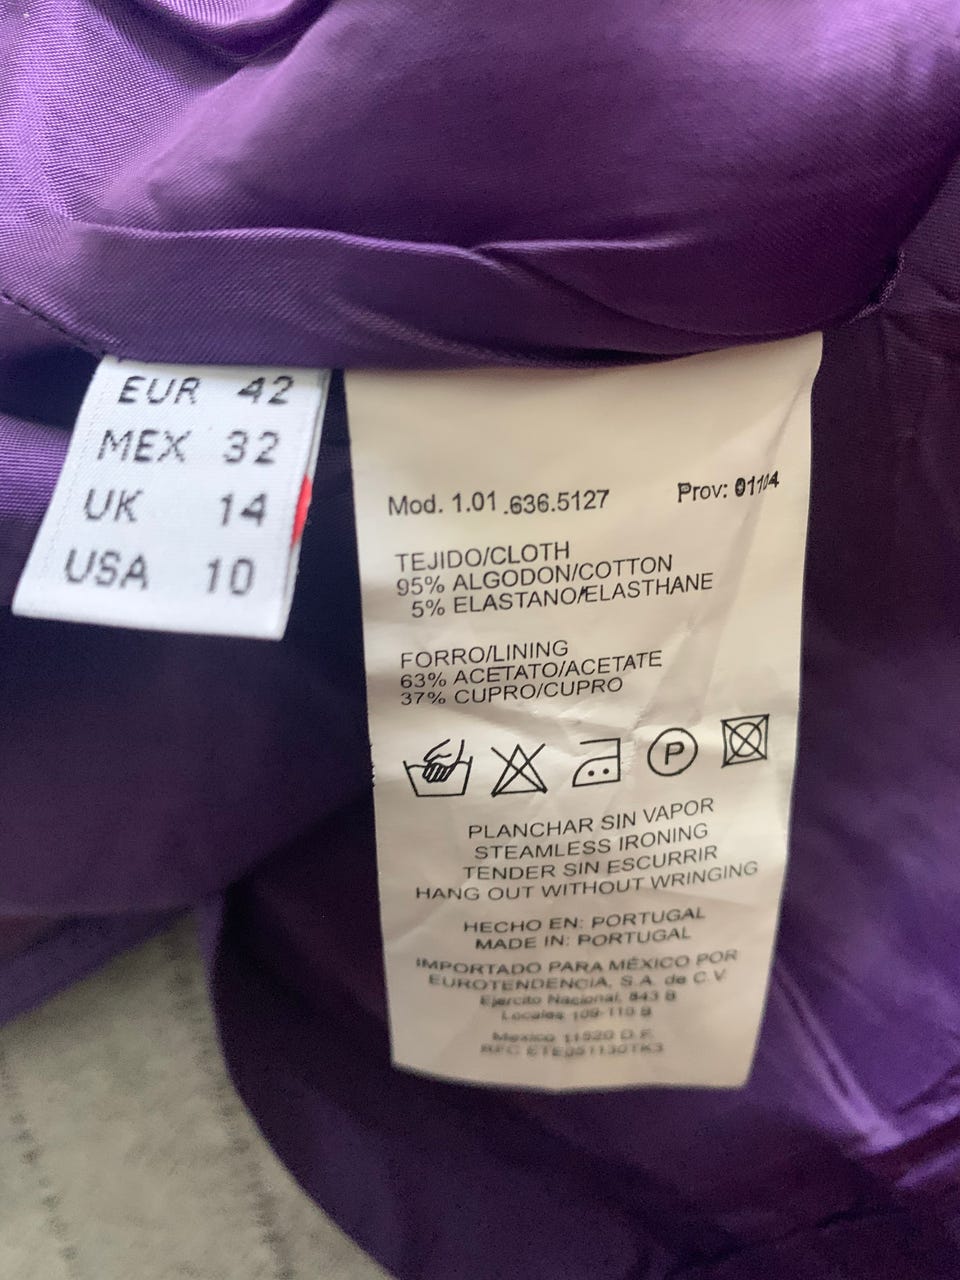 EUR 42
MEX 32
UK 14
USA 10
Mod. 1.01.636.5127 Prov: 01104
TEJIDO/CLOTH
95% ALGODON/COTTON
5% ELASTANO/ELASTHANE
FORRO/LINING
63% ACETATO/ACETATE
37% CUPRO/CUPRO
P
PLANCHAR SIN VAPOR
STEAMLESS IRONING
TENDER SIN ESCURRIR
HANG OUT WITHOUT WRINGING
HECHO EN: PORTUGAL
MADE IN: PORTUGAL
IMPORTADO PARA MÉXICO POR
EUROTENDENCIA, S.A. de C.V.
Ejercito Nacional, 843 B
Locales 109-110 B
Mexico 11520 D.F.
RFC ETE051130TK3